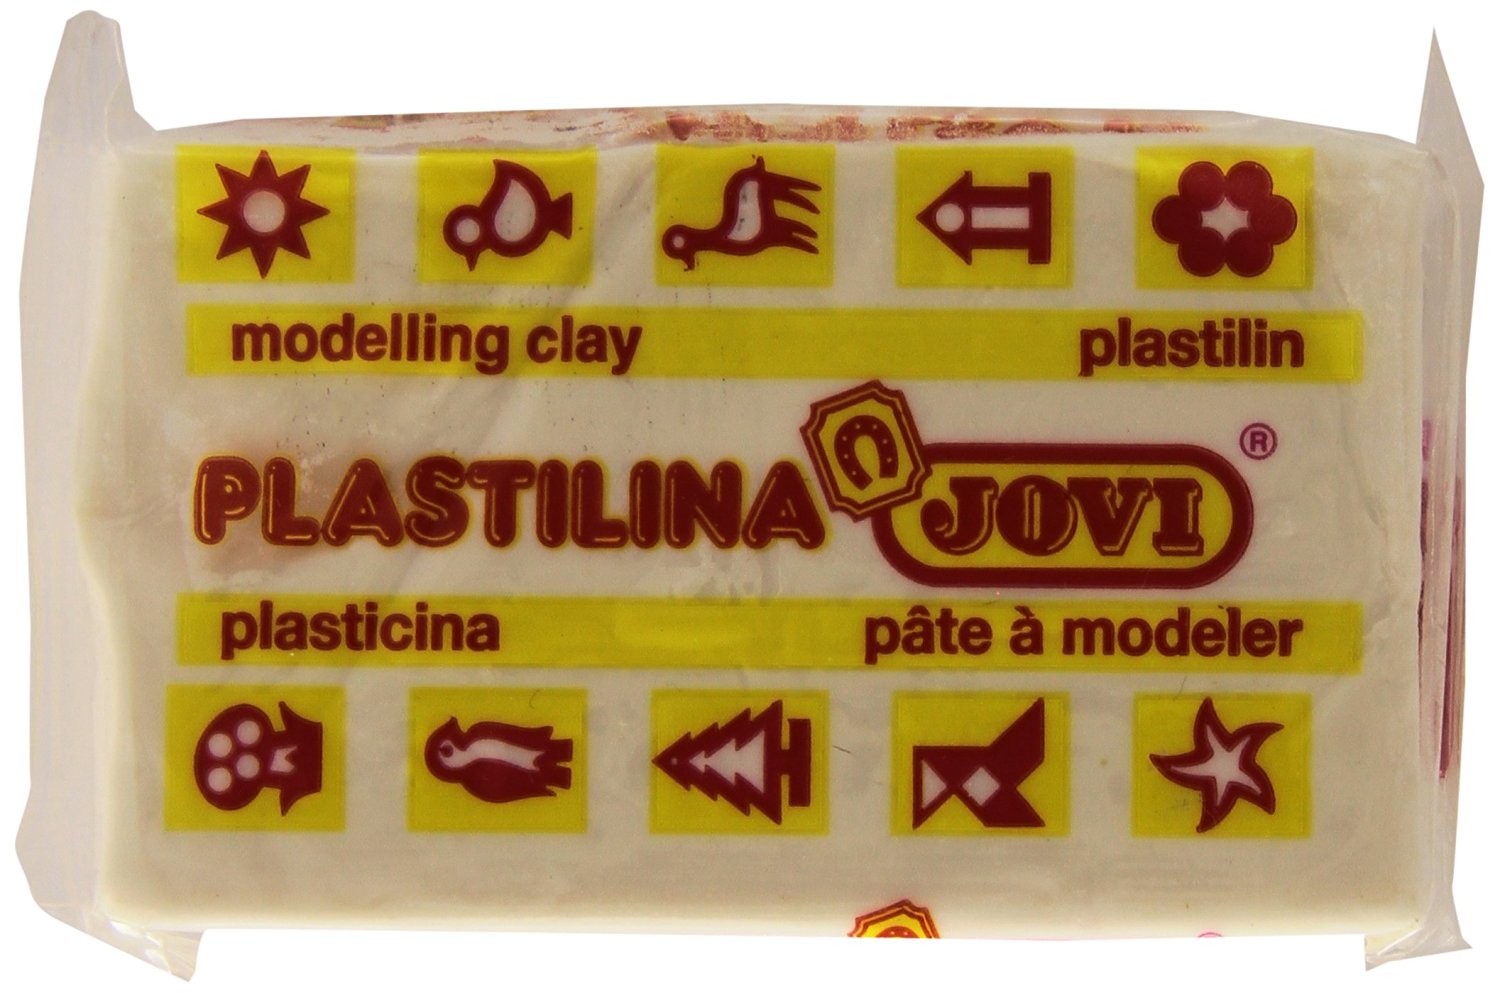 modelling clay plastilin
PLASTILINA JOVI ®
plasticina pâte à modeler